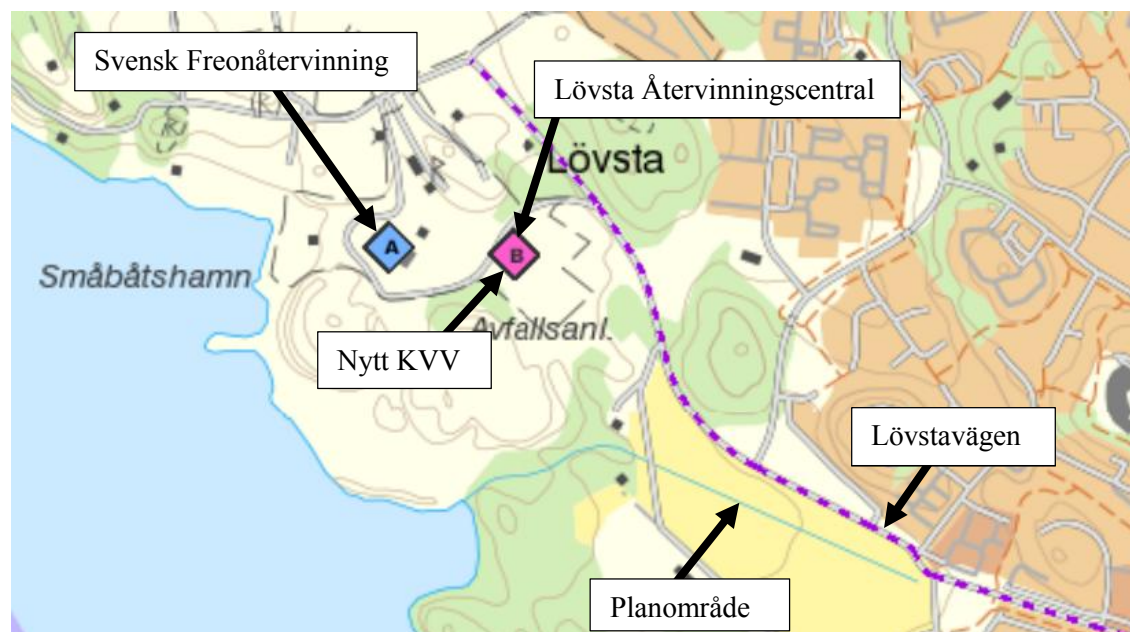 Svensk Freonåtervinning
Lövsta Återvinningscentral
Lövsta
A
B
Småbåtshamn
Avfallsanl.
Nytt KVV
Lövstavägen
Planområde